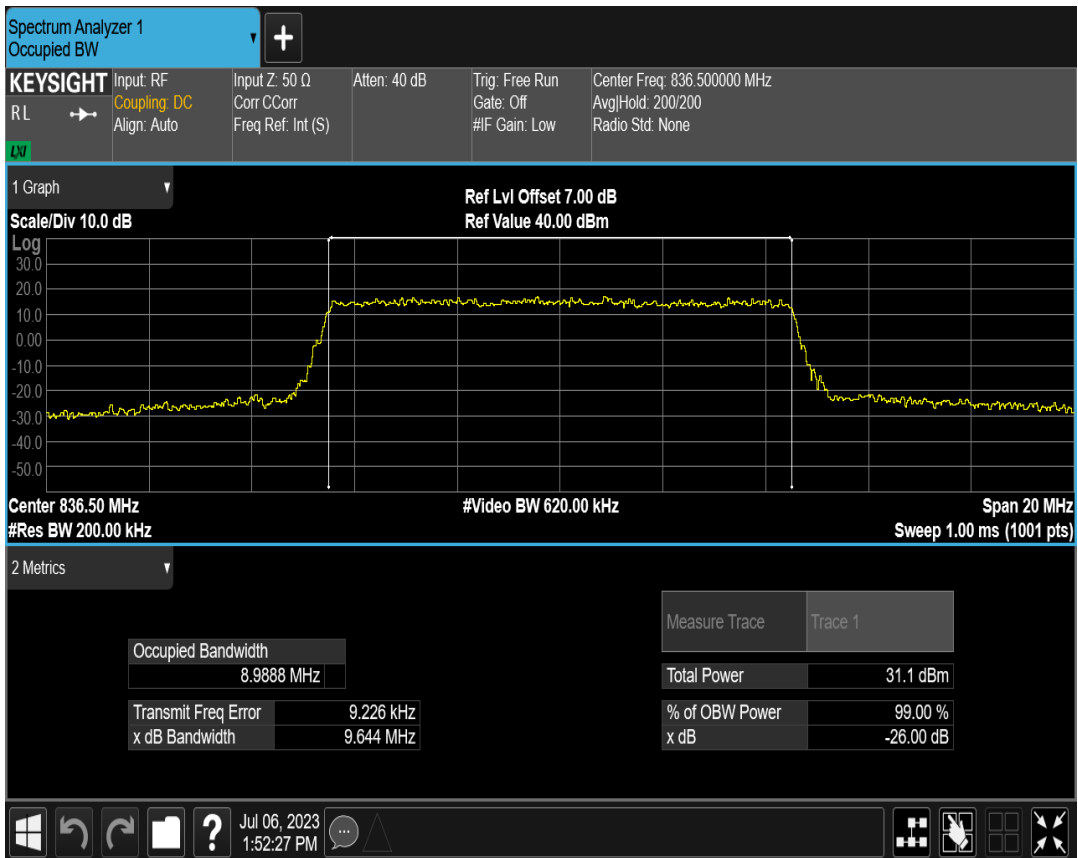 Spectrum Analyzer 1
Occupied BW
KEYSIGHT
RL
LXI
Input: RF
Coupling: DC
Align: Auto
Input Z: 50 Ω
Corr CCorr
Freq Ref: Int (S)
Atten: 40 dB
Trig: Free Run
Gate: Off
#IF Gain: Low
Center Freq: 836.500000 MHz
Avg|Hold: 200/200
Radio Std: None
1 Graph
Scale/Div 10.0 dB
Ref Lvl Offset 7.00 dB
Ref Value 40.00 dBm
Log
30.0
20.0
10.0
0.00
-10.0
-20.0
-30.0
-40.0
-50.0
Center 836.50 MHz
#Video BW 620.00 kHz
Span 20 MHz
#Res BW 200.00 kHz
Sweep 1.00 ms (1001 pts)
2 Metrics
Measure Trace Trace 1
Occupied Bandwidth
8.9888 MHz
Total Power 31.1 dBm
Transmit Freq Error 9.226 kHz
% of OBW Power 99.00 %
x dB Bandwidth 9.644 MHz
x dB -26.00 dB
?
Jul 06, 2023
1:52:27 PM